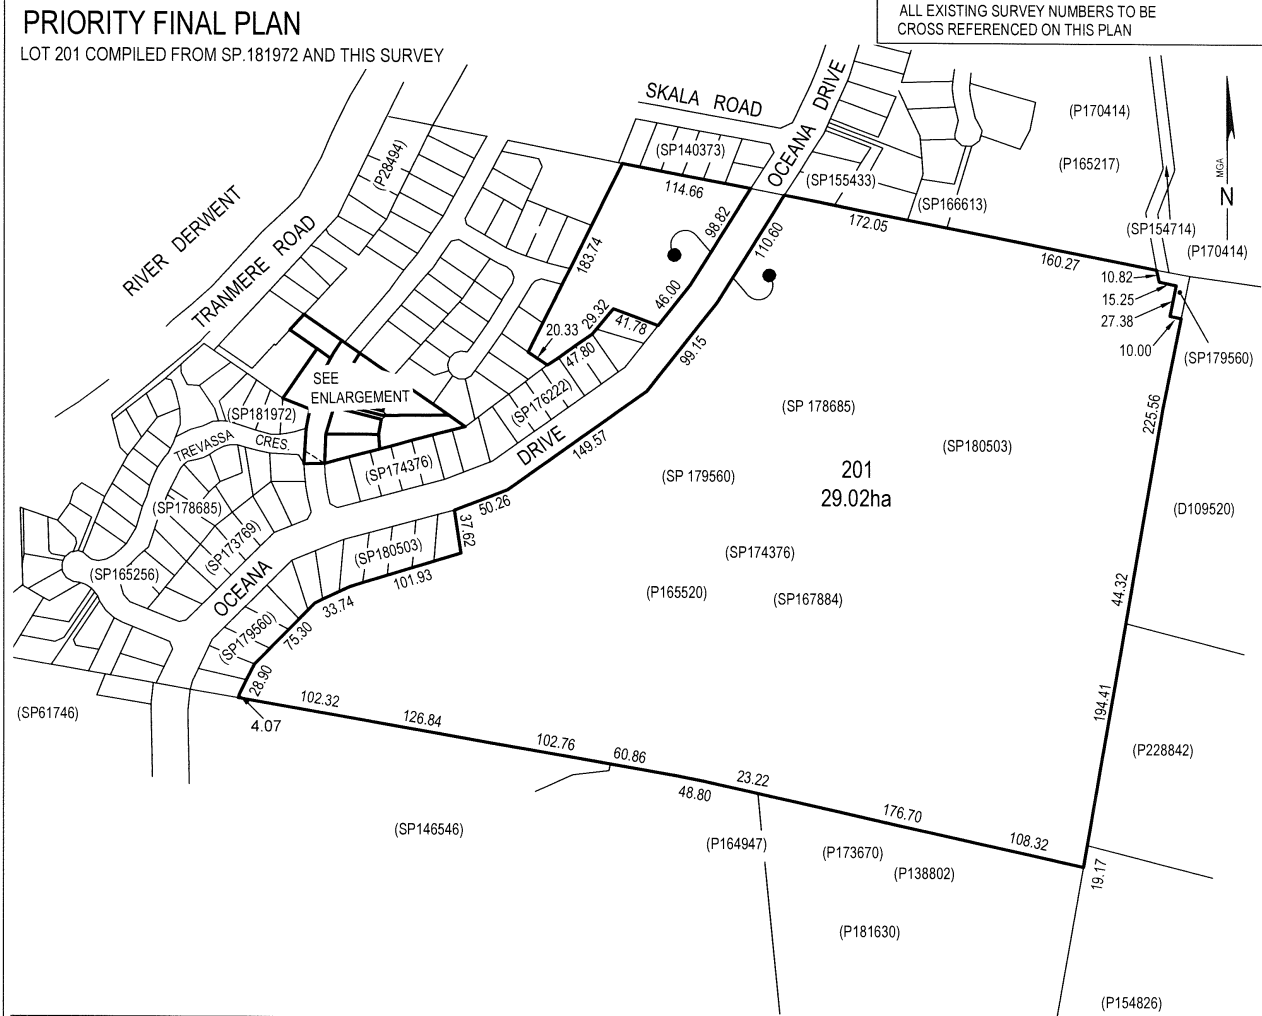 PRIORITY FINAL PLAN
LOT 201 COMPILED FROM SP.181972 AND THIS SURVEY
ALL EXISTING SURVEY NUMBERS TO BE
CROSS REFERENCED ON THIS PLAN
SKALA ROAD
OCEANA DRIVE
(P170414)
(P165217)
MGA
N
(P28494)
(SP140373)
(SP155433)
(SP166613)
(SP154714)
(P170414)
RIVER DERWENT
TRANMERE ROAD
114.66
98.82
110.60
172.05
160.27
183.74
10.82
15.25
27.38
10.00
(SP179560)
46.00
29.32
41.78
20.33
47.80
99.15
SEE
ENLARGEMENT
(SP181972)
TREVASSA CRES.
(SP176222)
(SP 178685)
225.56
(SP180503)
DRIVE
149.57
(SP174376)
(SP 179560)
201
29.02ha
(SP178685)
50.26
37.62
(D109520)
(SP173769)
(SP180503)
101.93
(SP174376)
(SP165256)
OCEANA
(P165520)
(SP167884)
44.32
33.74
75.30
(SP179560)
28.90
4.07
102.32
126.84
102.76
60.86
48.80
23.22
176.70
108.32
194.41
19.17
(SP61746)
(P228842)
(SP146546)
(P164947)
(P173670)
(P138802)
(P181630)
(P154826)